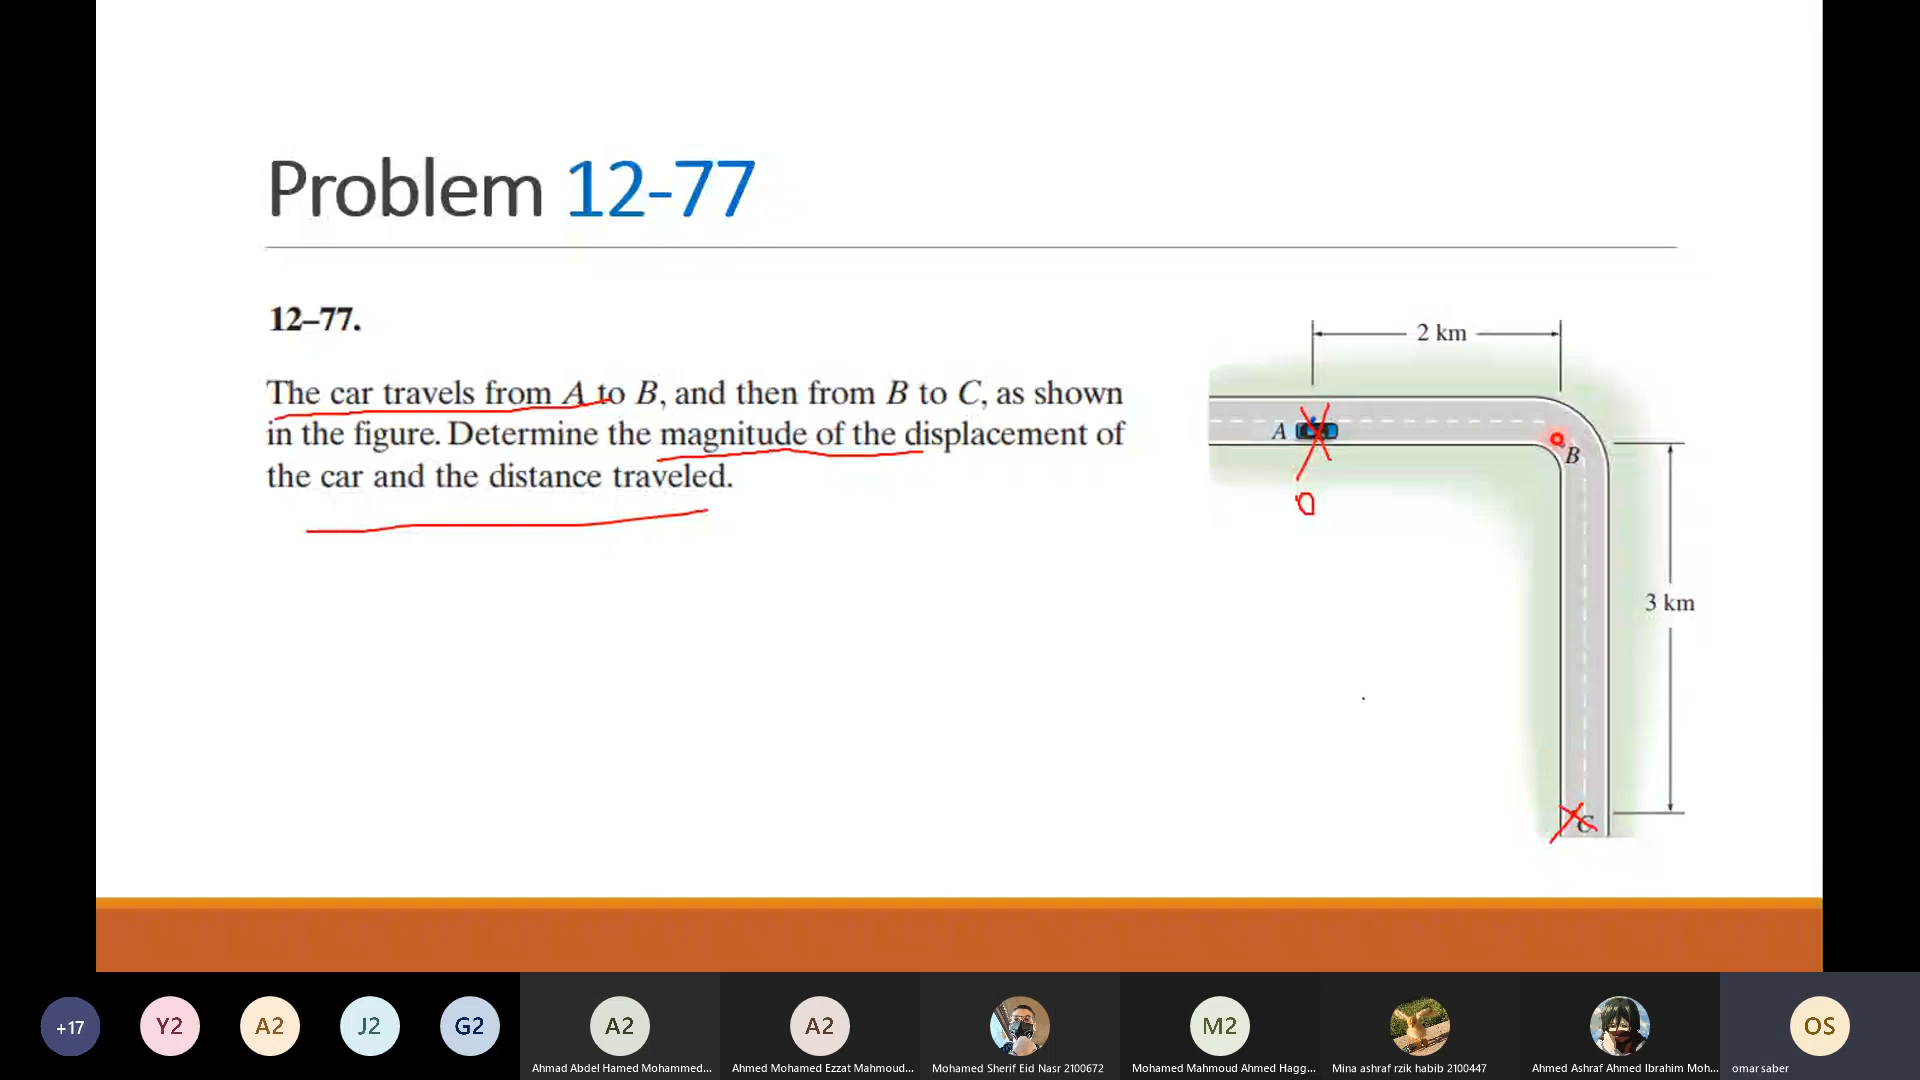 Problem 12-77
12–77.
The car travels from A to B, and then from B to C, as shown
in the figure. Determine the magnitude of the displacement of
the car and the distance traveled.
2 km
A
B
0
3 km
C
+17
Y2
A2
J2
G2
A2
A2
M2
OS
Ahmad Abdel Hamed Mohammed...
Ahmed Mohamed Ezzat Mahmoud...
Mohamed Sherif Eid Nasr 2100672
Mohamed Mahmoud Ahmed Hagg...
Mina ashraf rzik habib 2100447
Ahmed Ashraf Ahmed Ibrahim Moh...
omar saber